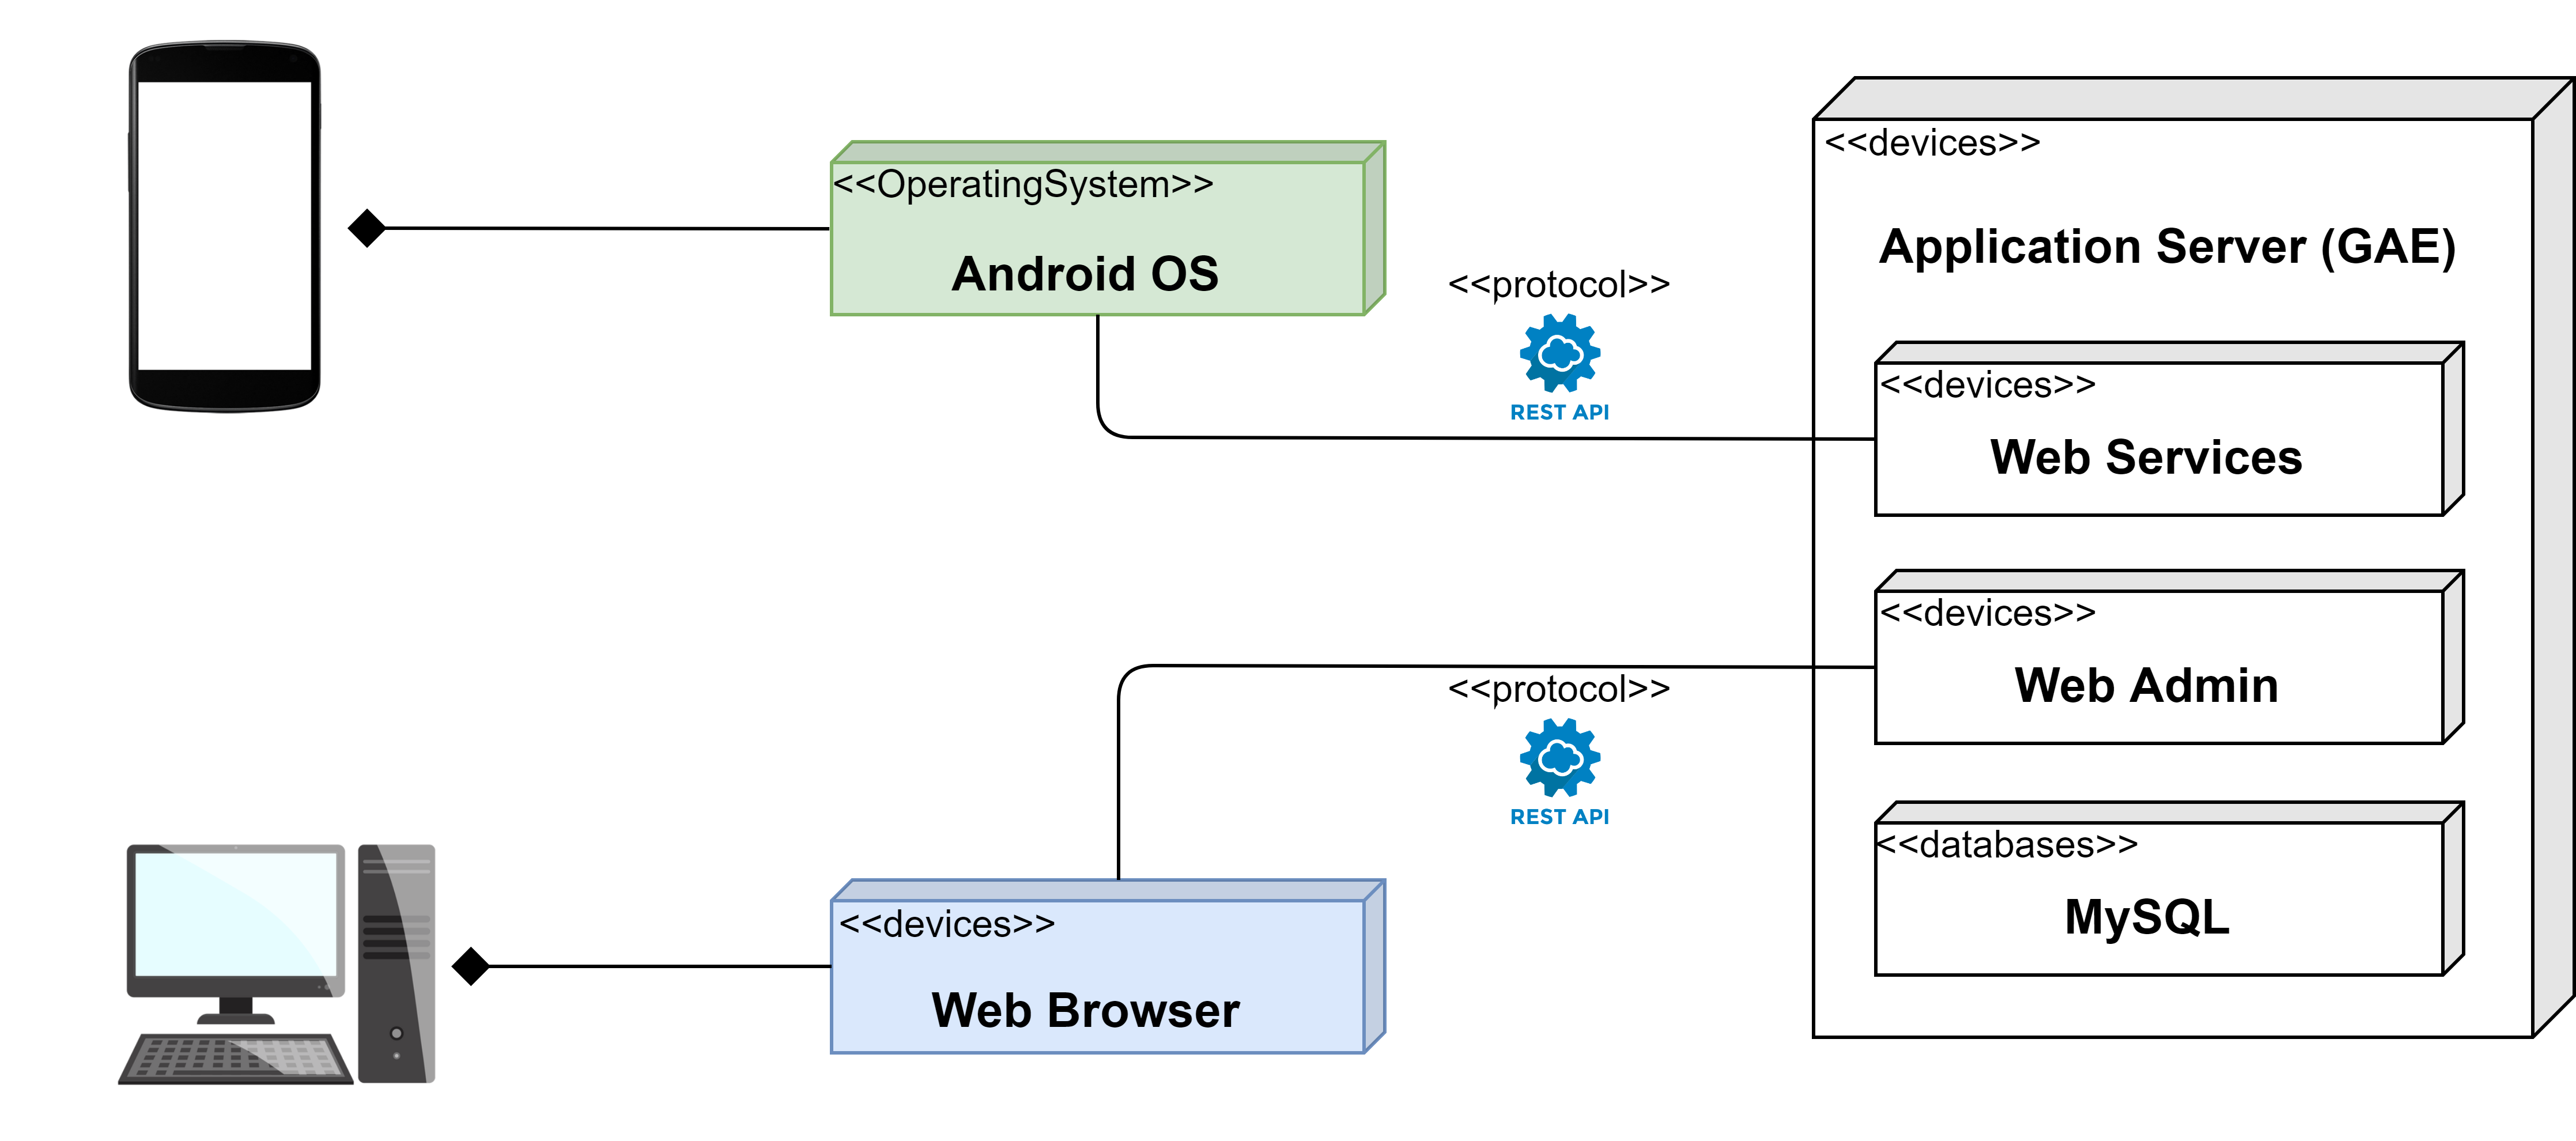 <<OperatingSystem>>
Android OS
<<protocol>>
REST API
<<devices>>
Application Server (GAE)
<<devices>>
Web Services
<<devices>>
Web Admin
<<protocol>>
REST API
<<databases>>
MySQL
<<devices>>
Web Browser